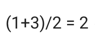 (1+3)/2 = 2